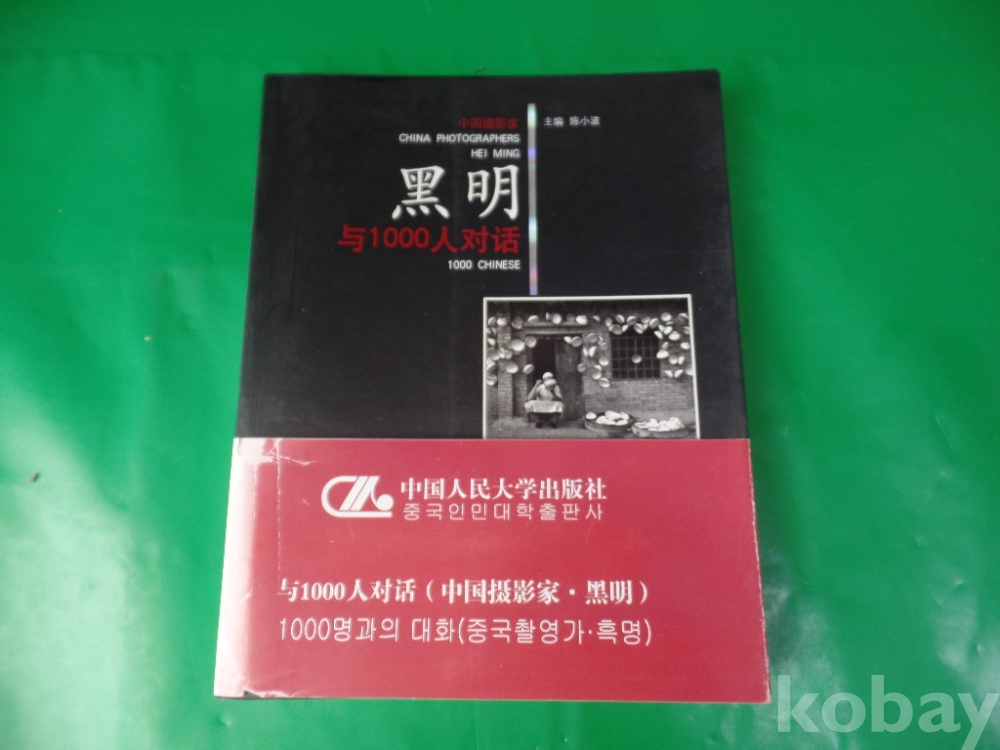 中国摄影家
主编 陈小波
CHINA PHOTOGRAPHERS
HEI MING
黑明
与1000人对话
1000 CHINESE
中国人民大学出版社
중국인민대학출판사
与1000人对话（中国摄影家·黑明）
1000명과의 대화(중국촬영가·흑명)
kobay